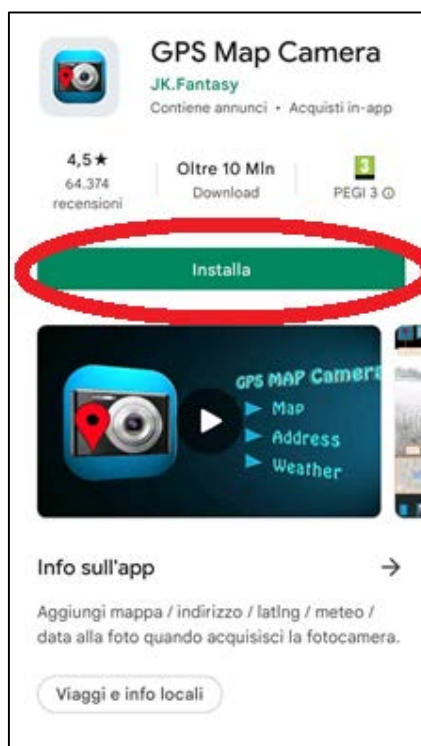 GPS Map Camera
JK.Fantasy
Contiene annunci • Acquisti in-app
4,5★
64.374
recensioni
Oltre 10 Mln
Download
3
PEGI 3
Installa
GPS MAP Camera
Map
Address
Weather
Info sull'app
Aggiungi mappa / indirizzo / latlng / meteo /
data alla foto quando acquisisci la fotocamera.
Viaggi e info locali